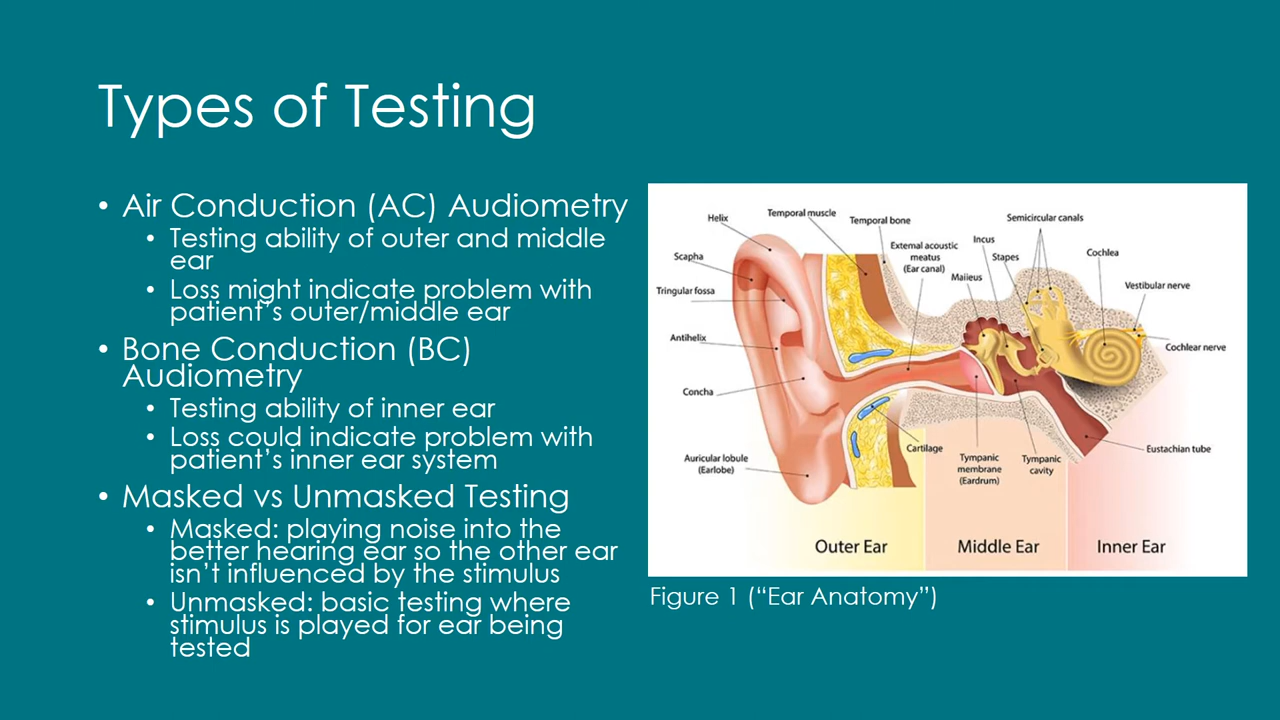 Types of Testing
• Air Conduction (AC) Audiometry
• Testing ability of outer and middle
ear
• Loss might indicate problem with
patient's outer/middle ear
• Bone Conduction (BC)
Audiometry
• Testing ability of inner ear
• Loss could indicate problem with
patient's inner ear system
• Masked vs Unmasked Testing
• Masked: playing noise into the
better hearing ear so the other ear
isn't influenced by the stimulus
• Unmasked: basic testing where
stimulus is played for ear being
tested
Helix
Temporal muscle
Temporal bone
Semicircular canals
Scapha
External acoustic
meatus
(Ear canal)
Incus
Stapes
Cochlea
Maiieus
Tringular fossa
Vestibular nerve
Antihelix
Cochlear nerve
Concha
Cartilage
Eustachian tube
Auricular lobule
(Earlobe)
Tympanic
membrane
(Eardrum)
Tympanic
cavity
Outer Ear
Middle Ear
Inner Ear
Figure 1 (“Ear Anatomy”)